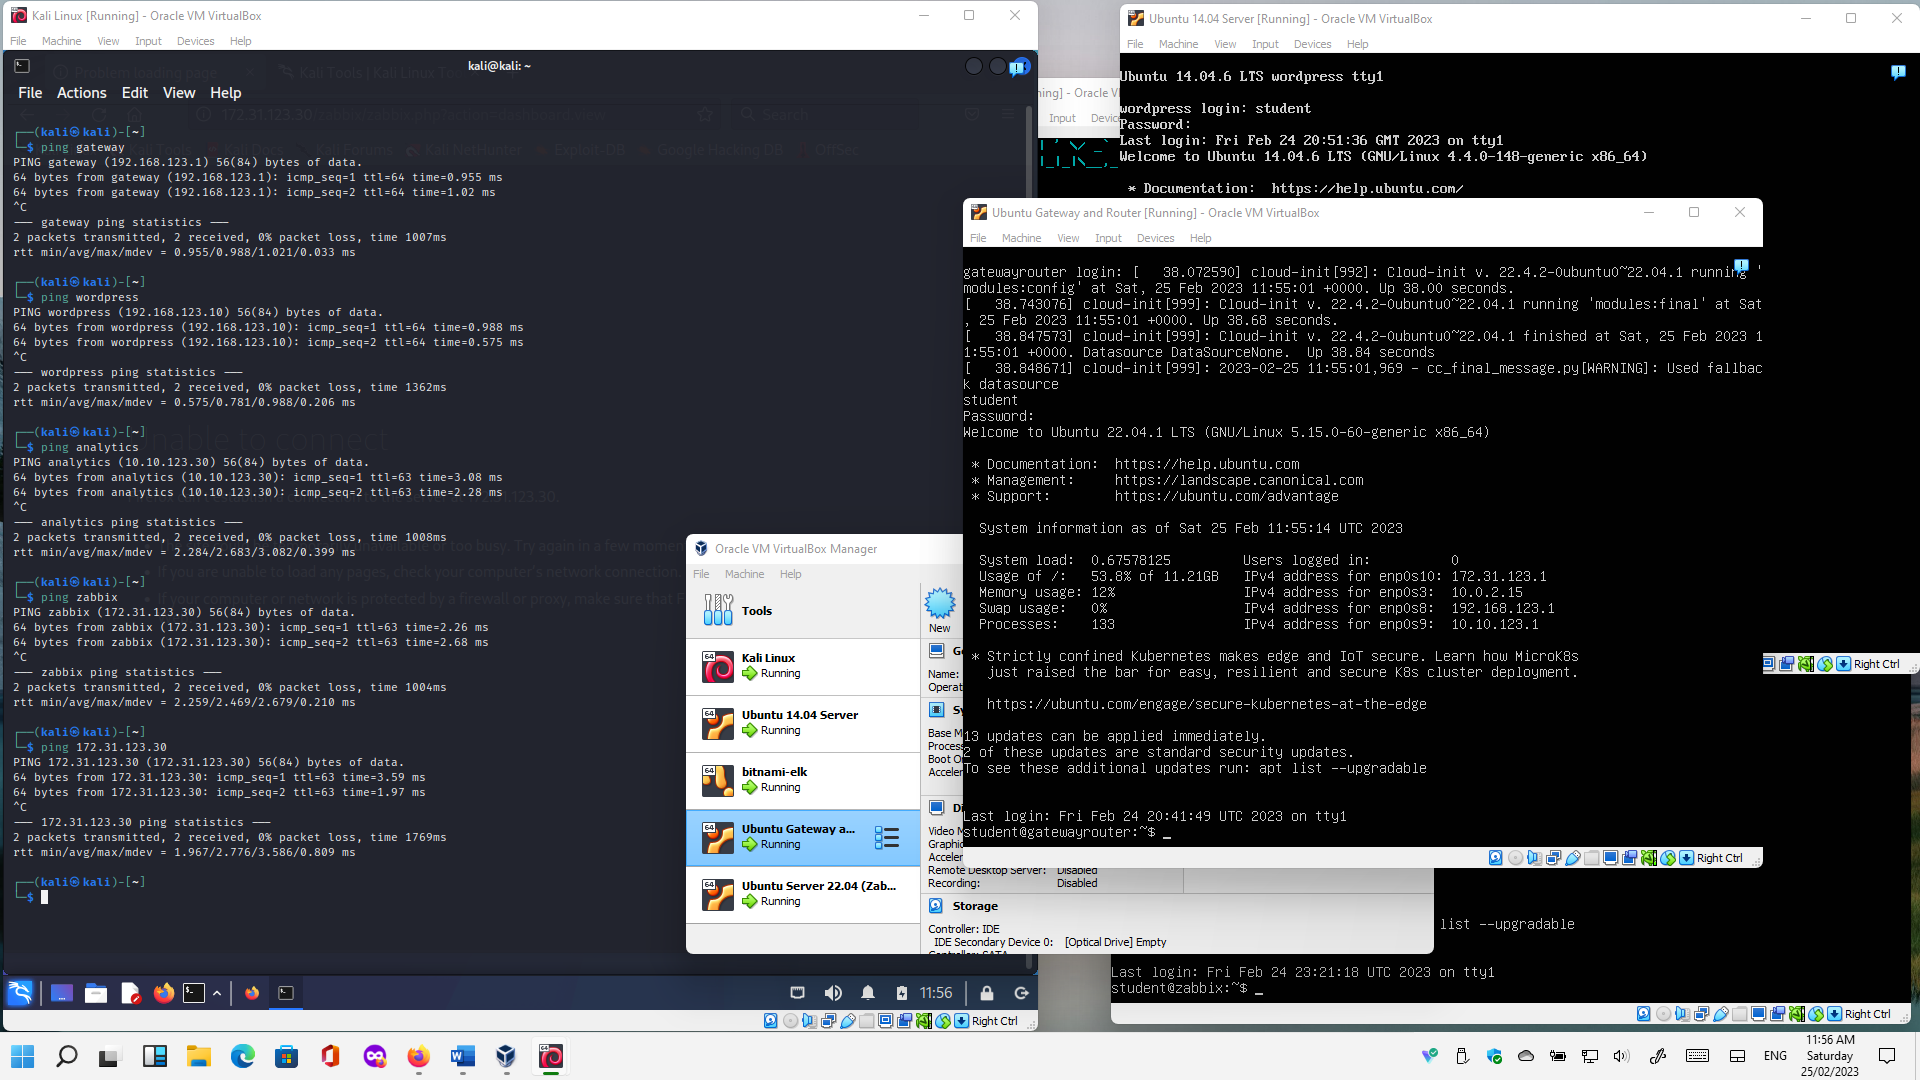 Kali Linux [Running] - Oracle VM VirtualBox
File Machine View Input Devices Help
kali@kali: ~
File Actions Edit View Help
┌──(kali㉿kali)-[~]
└─$ ping gateway
PING gateway (192.168.123.1) 56(84) bytes of data.
64 bytes from gateway (192.168.123.1): icmp_seq=1 ttl=64 time=0.955 ms
64 bytes from gateway (192.168.123.1): icmp_seq=2 ttl=64 time=1.02 ms
^C
--- gateway ping statistics ---
2 packets transmitted, 2 received, 0% packet loss, time 1007ms
rtt min/avg/max/mdev = 0.955/0.988/1.021/0.033 ms
┌──(kali㉿kali)-[~]
└─$ ping wordpress
PING wordpress (192.168.123.10) 56(84) bytes of data.
64 bytes from wordpress (192.168.123.10): icmp_seq=1 ttl=64 time=0.988 ms
64 bytes from wordpress (192.168.123.10): icmp_seq=2 ttl=64 time=0.575 ms
^C
--- wordpress ping statistics ---
2 packets transmitted, 2 received, 0% packet loss, time 1362ms
rtt min/avg/max/mdev = 0.575/0.781/0.988/0.206 ms
┌──(kali㉿kali)-[~]
└─$ ping analytics
PING analytics (10.10.123.30) 56(84) bytes of data.
64 bytes from analytics (10.10.123.30): icmp_seq=1 ttl=63 time=3.08 ms
64 bytes from analytics (10.10.123.30): icmp_seq=2 ttl=63 time=2.28 ms
^C
--- analytics ping statistics ---
2 packets transmitted, 2 received, 0% packet loss, time 1008ms
rtt min/avg/max/mdev = 2.284/2.683/3.082/0.399 ms
┌──(kali㉿kali)-[~]
└─$ ping zabbix
PING zabbix (172.31.123.30) 56(84) bytes of data.
64 bytes from zabbix (172.31.123.30): icmp_seq=1 ttl=63 time=2.26 ms
64 bytes from zabbix (172.31.123.30): icmp_seq=2 ttl=63 time=2.68 ms
^C
--- zabbix ping statistics ---
2 packets transmitted, 2 received, 0% packet loss, time 1004ms
rtt min/avg/max/mdev = 2.259/2.469/2.679/0.210 ms
┌──(kali㉿kali)-[~]
└─$ ping 172.31.123.30
PING 172.31.123.30 (172.31.123.30) 56(84) bytes of data.
64 bytes from 172.31.123.30: icmp_seq=1 ttl=63 time=3.59 ms
64 bytes from 172.31.123.30: icmp_seq=2 ttl=63 time=1.97 ms
^C
--- 172.31.123.30 ping statistics ---
2 packets transmitted, 2 received, 0% packet loss, time 1769ms
rtt min/avg/max/mdev = 1.967/2.776/3.586/0.809 ms
┌──(kali㉿kali)-[~]
└─$
11:56
Right Ctrl
ning] - Oracle V
Input Devic
Ubuntu 14.04 Server [Running] - Oracle VM VirtualBox
File Machine View Input Devices Help
Ubuntu 14.04.6 LTS wordpress tty1
wordpress login: student
Password:
Last login: Fri Feb 24 20:51:36 GMT 2023 on tty1
Welcome to Ubuntu 14.04.6 LTS (GNU/Linux 4.4.0-148-generic x86_64)
* Documentation: https://help.ubuntu.com/
Right Ctrl
Ubuntu Gateway and Router [Running] - Oracle VM VirtualBox
File Machine View Input Devices Help
gatewayrouter login: [ 38.072590] cloud-init[992]: Cloud-init v. 22.4.2-0ubuntu0~22.04.1 running '
modules:config' at Sat, 25 Feb 2023 11:55:01 +0000. Up 38.00 seconds.
[ 38.743076] cloud-init[999]: Cloud-init v. 22.4.2-0ubuntu0~22.04.1 running 'modules:final' at Sat
, 25 Feb 2023 11:55:01 +0000. Up 38.68 seconds.
[ 38.847573] cloud-init[999]: Cloud-init v. 22.4.2-0ubuntu0~22.04.1 finished at Sat, 25 Feb 2023 1
1:55:01 +0000. Datasource DataSourceNone. Up 38.84 seconds
[ 38.848671] cloud-init[999]: 2023-02-25 11:55:01,969 - cc_final_message.py[WARNING]: Used fallbac
k datasource
student
Password:
Welcome to Ubuntu 22.04.1 LTS (GNU/Linux 5.15.0-60-generic x86_64)
* Documentation: https://help.ubuntu.com
* Management: https://landscape.canonical.com
* Support: https://ubuntu.com/advantage
System information as of Sat 25 Feb 11:55:14 UTC 2023
System load: 0.67578125 Users logged in: 0
Usage of /: 53.8% of 11.21GB IPv4 address for enp0s10: 172.31.123.1
Memory usage: 12% IPv4 address for enp0s3: 10.0.2.15
Swap usage: 0% IPv4 address for enp0s8: 192.168.123.1
Processes: 133 IPv4 address for enp0s9: 10.10.123.1
* Strictly confined Kubernetes makes edge and IoT secure. Learn how MicroK8s
just raised the bar for easy, resilient and secure K8s cluster deployment.
https://ubuntu.com/engage/secure-kubernetes-at-the-edge
13 updates can be applied immediately.
2 of these updates are standard security updates.
To see these additional updates run: apt list --upgradable
Last login: Fri Feb 24 20:41:49 UTC 2023 on tty1
student@gatewayrouter:~$ _
Right Ctrl
Oracle VM VirtualBox Manager
File Machine Help
Tools
New
Kali Linux
Running
Ubuntu 14.04 Server
Running
bitnami-elk
Running
Ubuntu Gateway a...
Running
Ubuntu Server 22.04 (Zab...
Running
Name:
Operat
Base M
Process
Boot O
Acceler
Video M
Graphic
Acceler
Remote Desktop Server: Disabled
Recording: Disabled
Storage
Controller: IDE
IDE Secondary Device 0: [Optical Drive] Empty
Controller: SATA
list --upgradable
Last login: Fri Feb 24 23:21:18 UTC 2023 on tty1
student@zabbix:~$ _
Right Ctrl
ENG
11:56 AM
Saturday
25/02/2023